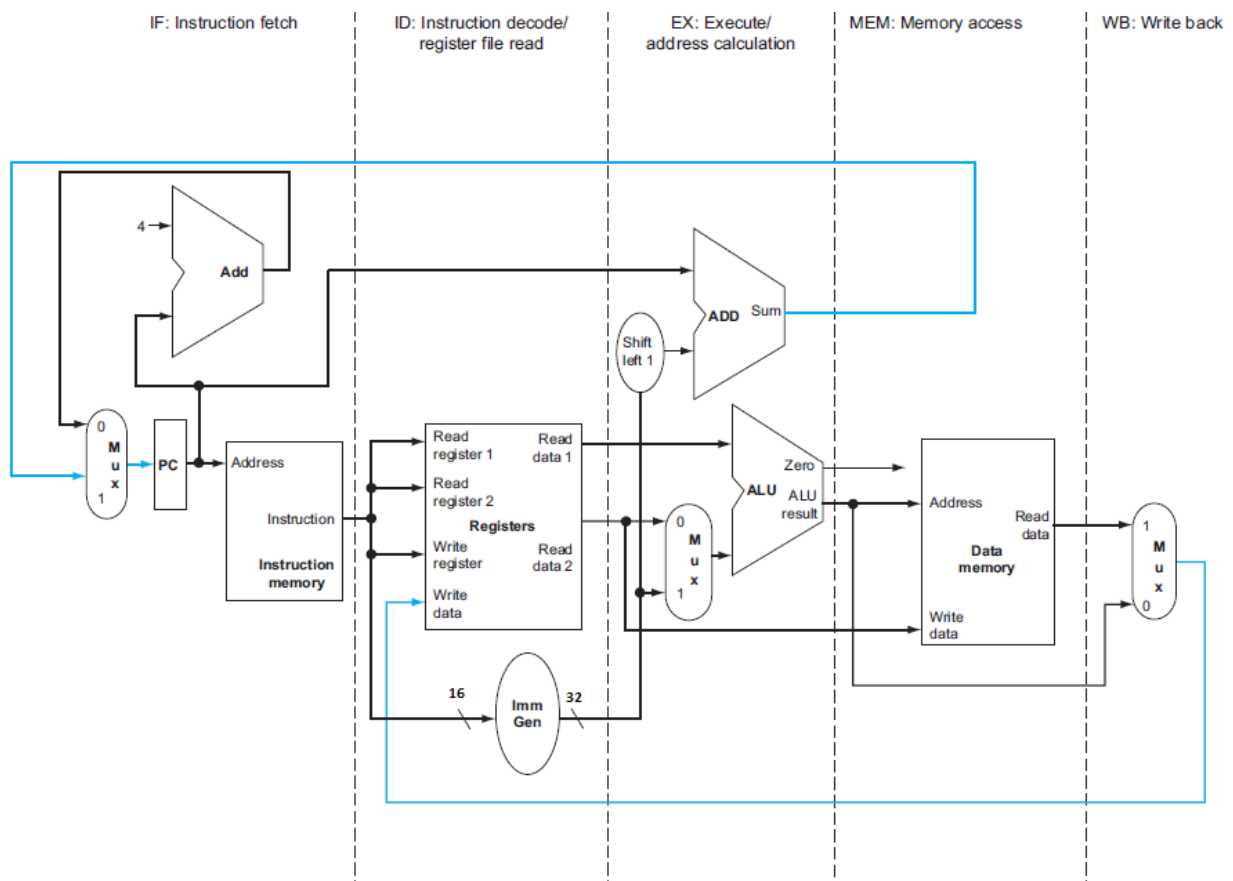 IF: Instruction fetch
ID: Instruction decode/
register file read
EX: Execute/
address calculation
MEM: Memory access
WB: Write back
4
Add
ADD
Sum
Shift
left 1
0
M
u
x
1
PC
Address
Instruction
Instruction
memory
Read
register 1
Read
register 2
Write
register
Write
data
Registers
Read
data 1
Read
data 2
16
Imm
Gen
32
0
M
u
x
1
Zero
ALU
ALU
result
Address
Write
data
Data
memory
Read
data
1
M
u
x
0